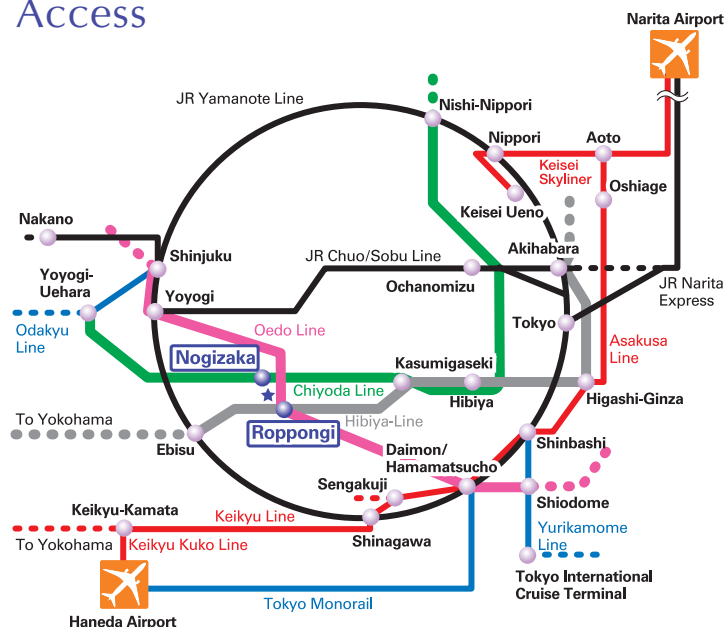 Access
Narita Airport
JR Yamanote Line
Nishi-Nippori
Nippori
Aoto
Keisei
Skyliner
Oshiage
Keisei Ueno
Nakano
Akihabara
Shinjuku
JR Chuo/Sobu Line
Yoyogi-
Uehara
Ochanomizu
JR Narita
Express
Yoyogi
Tokyo
Odakyu
Line
Oedo Line
Asakusa
Line
Nogizaka
Kasumigaseki
Chiyoda Line
Hibiya
Higashi-Ginza
To Yokohama
Hibiya-Line
Roppongi
Ebisu
Shinbashi
Daimon/
Hamamatsucho
Sengakuji
Shiodome
Keikyu-Kamata
Keikyu Line
Yurikamome
Line
To Yokohama
Keikyu Kuko Line
Shinagawa
Tokyo International
Cruise Terminal
Tokyo Monorail
Haneda Airport